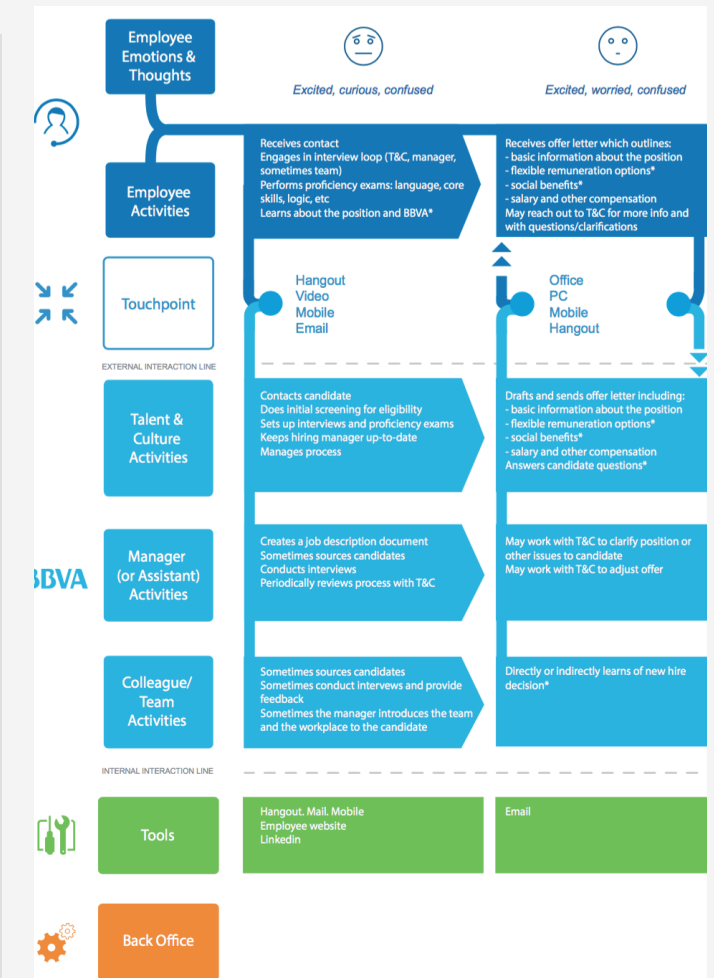 Employee
Emotions &
Thoughts
Excited, curious, confused
Excited, worried, confused
Employee
Activities
Receives contact
Engages in interview loop (T&C, manager,
sometimes team)
Performs proficiency exams: language, core
skills, logic, etc
Learns about the position and BBVA*
Receives offer letter which outlines:
- basic information about the position
- flexible remuneration options*
- social benefits*
- salary and other compensation
May reach out to T&C for more info and
with questions/clarifications
Touchpoint
Hangout
Video
Mobile
Email
Office
PC
Mobile
Hangout
EXTERNAL INTERACTION LINE
Talent &
Culture
Activities
Contacts candidate
Does initial screening for eligibility
Sets up interviews and proficiency exams
Keeps hiring manager up-to-date
Manages process
Drafts and sends offer letter including:
- basic information about the position
- flexible remuneration options*
- social benefits*
- salary and other compensation
Answers candidate questions*
BBVA
Manager
(or Assistant)
Activities
Creates a job description document
Sometimes sources candidates
Conducts interviews
Periodically reviews process with T&C
May work with T&C to clarify position or
other issues to candidate
May work with T&C to adjust offer
Colleague/
Team
Activities
Sometimes sources candidates
Sometimes conduct intervews and provide
feedback
Sometimes the manager introduces the team
and the workplace to the candidate
Directly or indirectly learns of new hire
decision*
INTERNAL INTERACTION LINE
Tools
Hangout. Mail. Mobile
Employee website
Linkedin
Email
Back Office